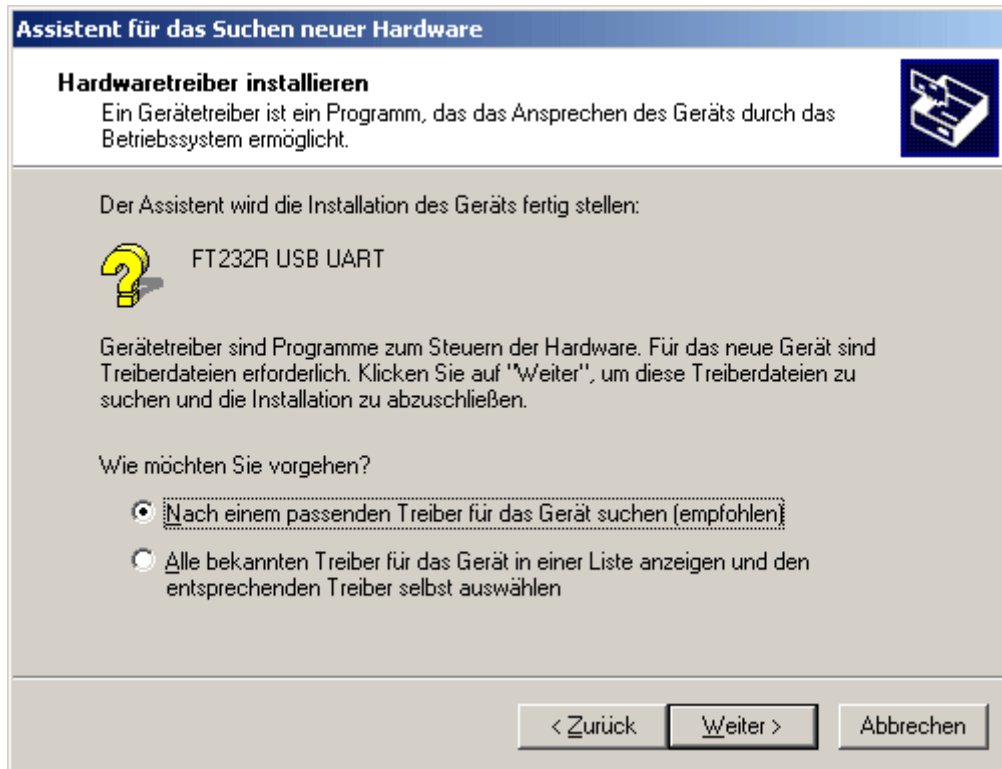 Assistent für das Suchen neuer Hardware
Hardwaretreiber installieren
Ein Gerätetreiber ist ein Programm, das das Ansprechen des Geräts durch das
Betriebssystem ermöglicht.
Der Assistent wird die Installation des Geräts fertig stellen:
FT232R USB UART
Gerätetreiber sind Programme zum Steuern der Hardware. Für das neue Gerät sind
Treiberdateien erforderlich. Klicken Sie auf "Weiter", um diese Treiberdateien zu
suchen und die Installation zu abzuschließen.
Wie möchten Sie vorgehen?
Nach einem passenden Treiber für das Gerät suchen (empfohlen)
Alle bekannten Treiber für das Gerät in einer Liste anzeigen und den
entsprechenden Treiber selbst auswählen
< Zurück Weiter > Abbrechen